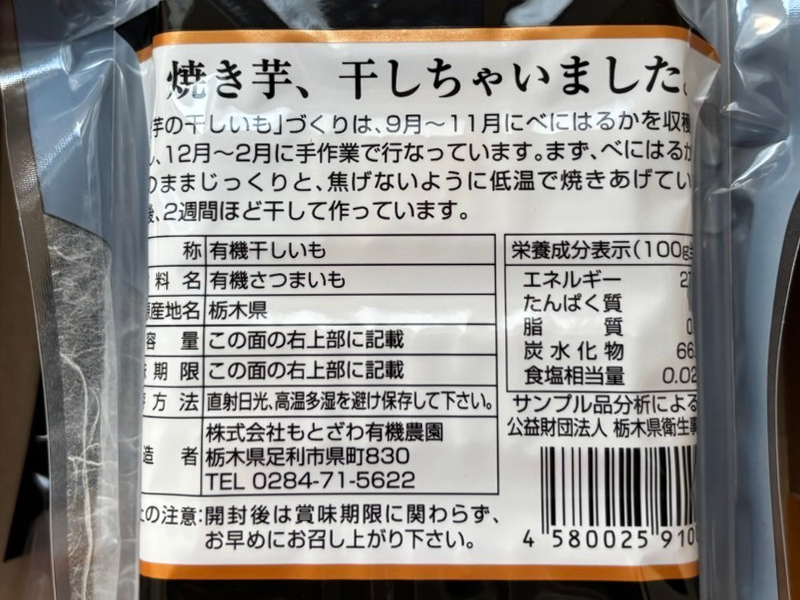 焼き芋、干しちゃいました。
芋の干しいも」づくりは、9月〜11月にべにはるかを収穫
、12月〜2月に手作業で行なっています。まず、べにはるか
のままじっくりと、焦げないように低温で焼きあげてい
後、2週間ほど干して作っています。
称 有機干しいも
料名 有機さつまいも
産地名 栃木県
容量 この面の右上部に記載
期限 この面の右上部に記載
方法 直射日光、高温多湿を避け保存して下さい。
造者 株式会社もとざわ有機農園
栃木県足利市県町830
TEL 0284-71-5622
の注意:開封後は賞味期限に関わらず、
お早めにお召し上がり下さい。
栄養成分表示(100g
エネルギー 27
たんぱく質
脂質 0.
炭水化物 66.
食塩相当量 0.02
サンプル品分析による
公益財団法人 栃木県衛生事
4 580025 910